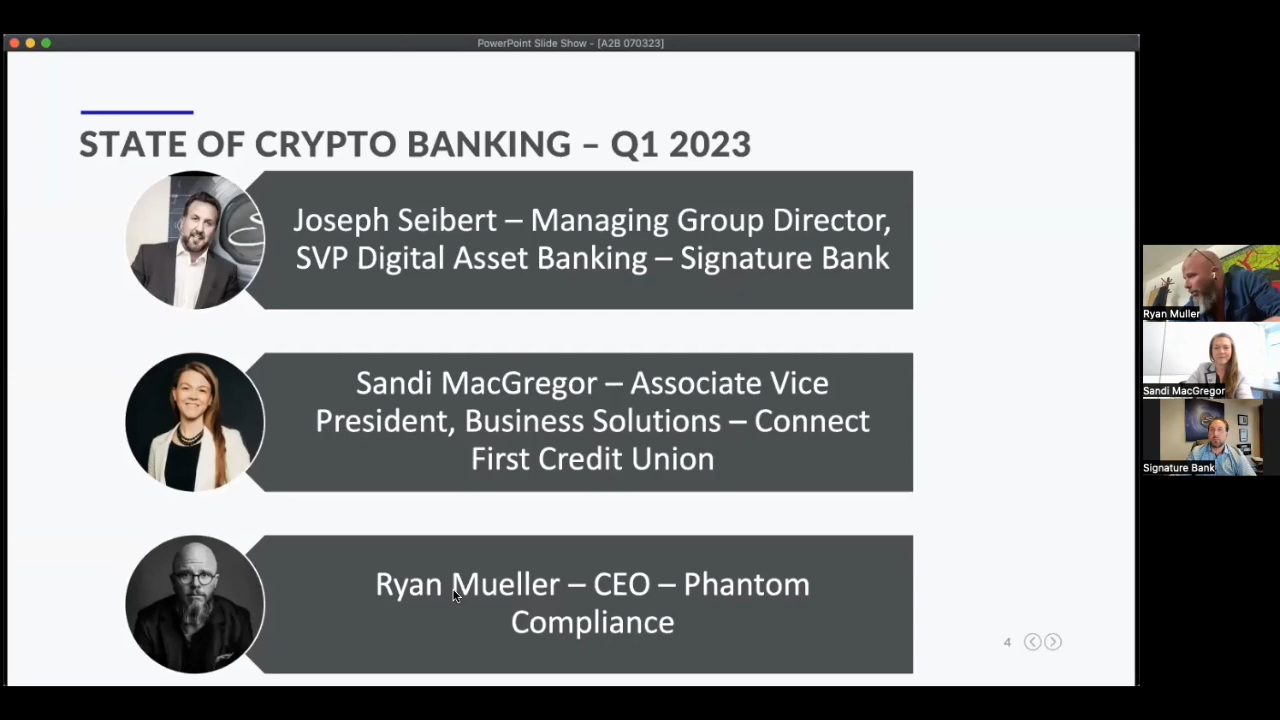 PowerPoint Slide Show - [A2B 070323]
STATE OF CRYPTO BANKING – Q1 2023
Joseph Seibert – Managing Group Director,
SVP Digital Asset Banking – Signature Bank
Sandi MacGregor – Associate Vice
President, Business Solutions – Connect
First Credit Union
Ryan Mueller – CEO – Phantom
Compliance
4
Ryan Muller
Sandi MacGregor
Signature Bank